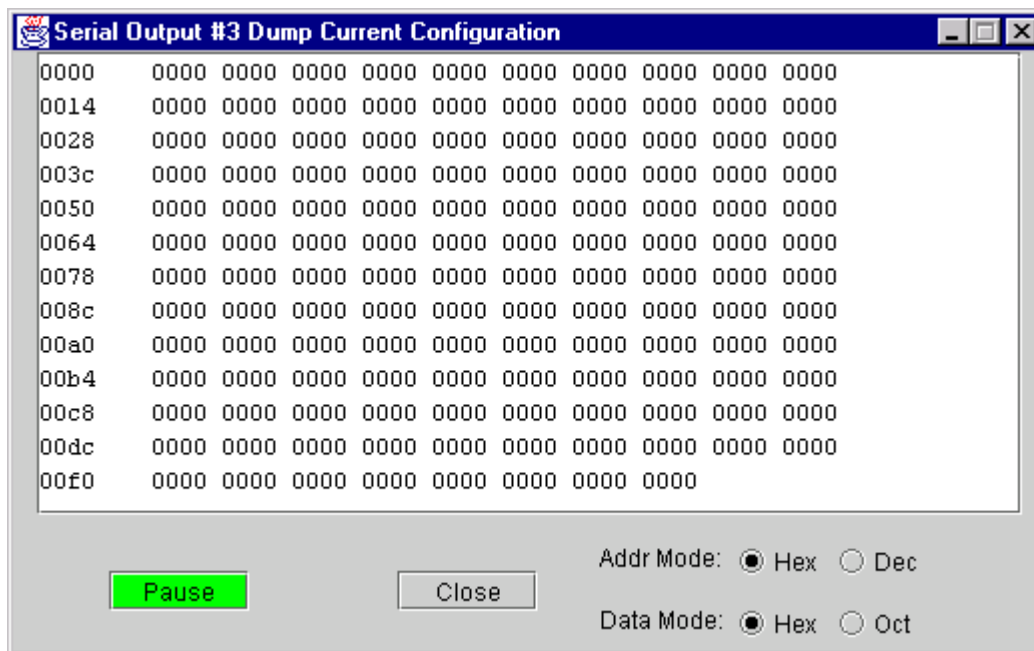 Serial Output #3 Dump Current Configuration
0000 0000 0000 0000 0000 0000 0000 0000 0000 0000 0000
0014 0000 0000 0000 0000 0000 0000 0000 0000 0000 0000
0028 0000 0000 0000 0000 0000 0000 0000 0000 0000 0000
003c 0000 0000 0000 0000 0000 0000 0000 0000 0000 0000
0050 0000 0000 0000 0000 0000 0000 0000 0000 0000 0000
0064 0000 0000 0000 0000 0000 0000 0000 0000 0000 0000
0078 0000 0000 0000 0000 0000 0000 0000 0000 0000 0000
008c 0000 0000 0000 0000 0000 0000 0000 0000 0000 0000
00a0 0000 0000 0000 0000 0000 0000 0000 0000 0000 0000
00b4 0000 0000 0000 0000 0000 0000 0000 0000 0000 0000
00c8 0000 0000 0000 0000 0000 0000 0000 0000 0000 0000
00dc 0000 0000 0000 0000 0000 0000 0000 0000 0000 0000
00f0 0000 0000 0000 0000 0000 0000 0000 0000
Addr Mode: Hex Dec
Pause Close
Data Mode: Hex Oct